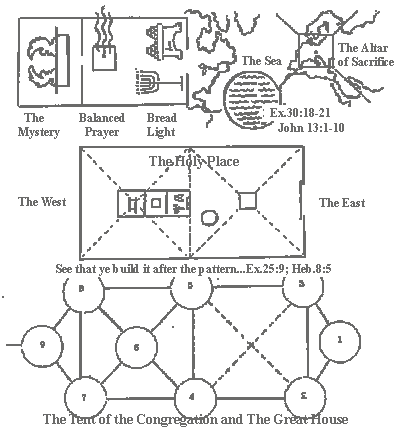 The Sea
The Altar
of Sacrifice
The
Mystery
Balanced
Prayer
Bread
Light
Ex.30:18-21
John 13:1-10
The Holy Place
The West
The East
See that ye build it after the pattern...Ex.25:9; Heb.8:5
8
5
3
9
6
1
7
4
2
The Tent of the Congregation and The Great House